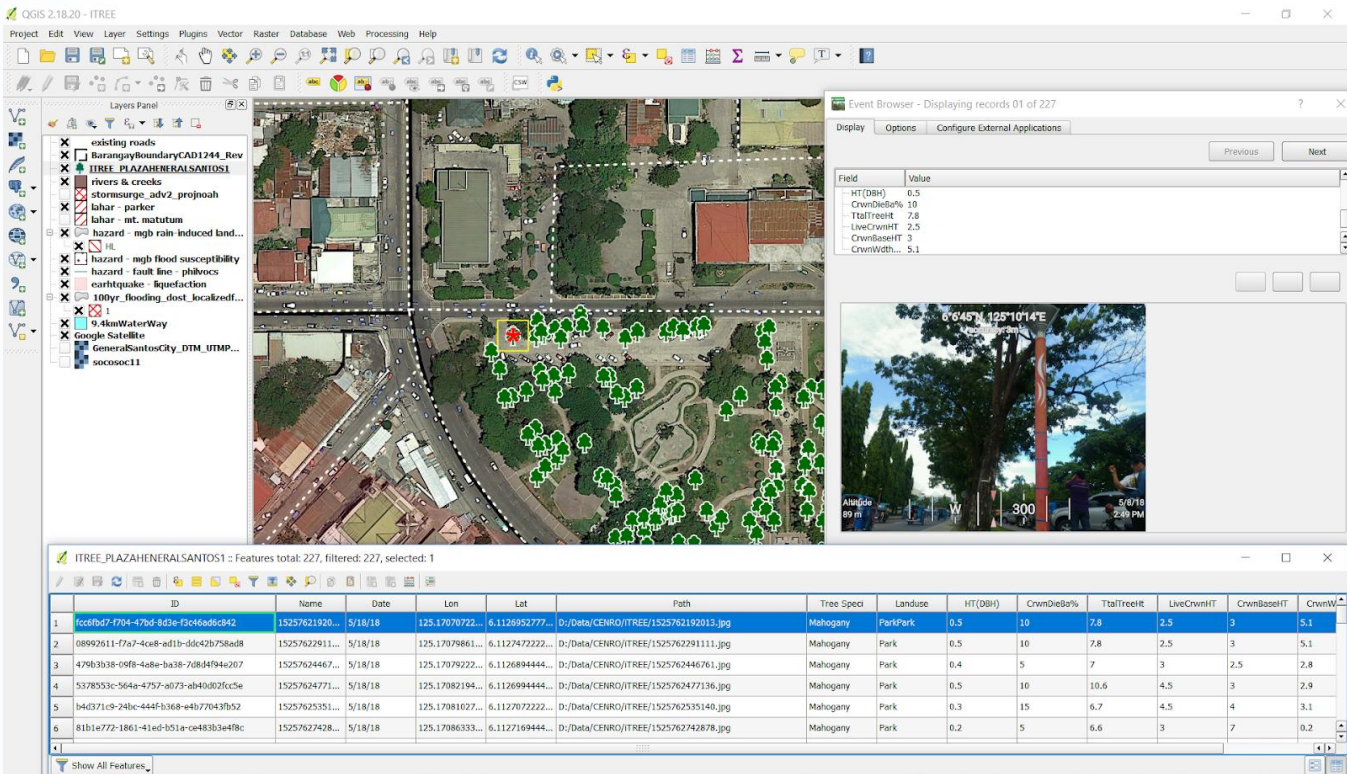 QGIS 2.18.20 - ITREE
Project Edit View Layer Settings Plugins Vector Raster Database Web Processing Help
Layers Panel
existing roads
BarangayBoundaryCAD1244_Rev
ITREE_PLAZAHENERALSANTOS1
rivers & creeks
stormsurge_adv2_projnoah
lahar - parker
lahar - mt. matutum
hazard - mgb rain-induced land...
HL
hazard - mgb flood susceptibility
hazard - fault line - philvocs
earhtquake - liquefaction
100yr_flooding_dost_localizedf...
1
9.4kmWaterWay
Google Satellite
GeneralSantosCity_DTM_UTMP...
socosoc11
Event Browser - Displaying records 01 of 227
Display Options Configure External Applications
Previous Next
Field Value
HT(DBH) 0.5
CrwnDieBa% 10
TtalTreeHt 7.8
LiveCrwnHT 2.5
CrwnBaseHT 3
CrwnWdth... 5.1
6°6'45"N, 125°10'14"E
Altitude
89 m
W 300
5/8/18
2:49 PM
ITREE_PLAZAHENERALSANTOS1 :: Features total: 227, filtered: 227, selected: 1
ID Name Date Lon Lat Path Tree Speci Landuse HT(DBH) CrwnDieBa% TtalTreeHt LiveCrwnHT CrwnBaseHT CrwnW
1 fcc6fbd7-f704-47bd-8d3e-f3c46ad6c842 15257621920... 5/18/18 125.17070722... 6.1126952777... D:/Data/CENRO/iTREE/1525762192013.jpg Mahogany ParkPark 0.5 10 7.8 2.5 3 5.1
2 08992611-f7a7-4ce8-ad1b-ddc42b758ad8 15257622911... 5/18/18 125.17079861... 6.1127472222... D:/Data/CENRO/iTREE/1525762291111.jpg Mahogany Park 0.5 10 7.8 2.5 3 5.1
3 479b3b38-09f8-4a8e-ba38-7d8d4f94e207 15257624467... 5/18/18 125.17079222... 6.1126894444... D:/Data/CENRO/iTREE/1525762446761.jpg Mahogany Park 0.4 5 7 3 2.5 2.8
4 5378553c-564a-4757-a073-ab40d02fcc5e 15257624771... 5/18/18 125.17082194... 6.1126994444... D:/Data/CENRO/iTREE/1525762477136.jpg Mahogany Park 0.5 10 10.6 4.5 3 2.9
5 b4d371c9-24bc-444f-b368-e4b77043fb52 15257625351... 5/18/18 125.17081027... 6.1127072222... D:/Data/CENRO/iTREE/1525762535140.jpg Mahogany Park 0.3 15 6.7 4.5 4 3.1
6 81b1e772-1861-41ed-b51a-ce483b3e4f8c 15257627428... 5/18/18 125.17086333... 6.1127169444... D:/Data/CENRO/iTREE/1525762742878.jpg Mahogany Park 0.2 5 6.6 3 7 0.2
Show All Features